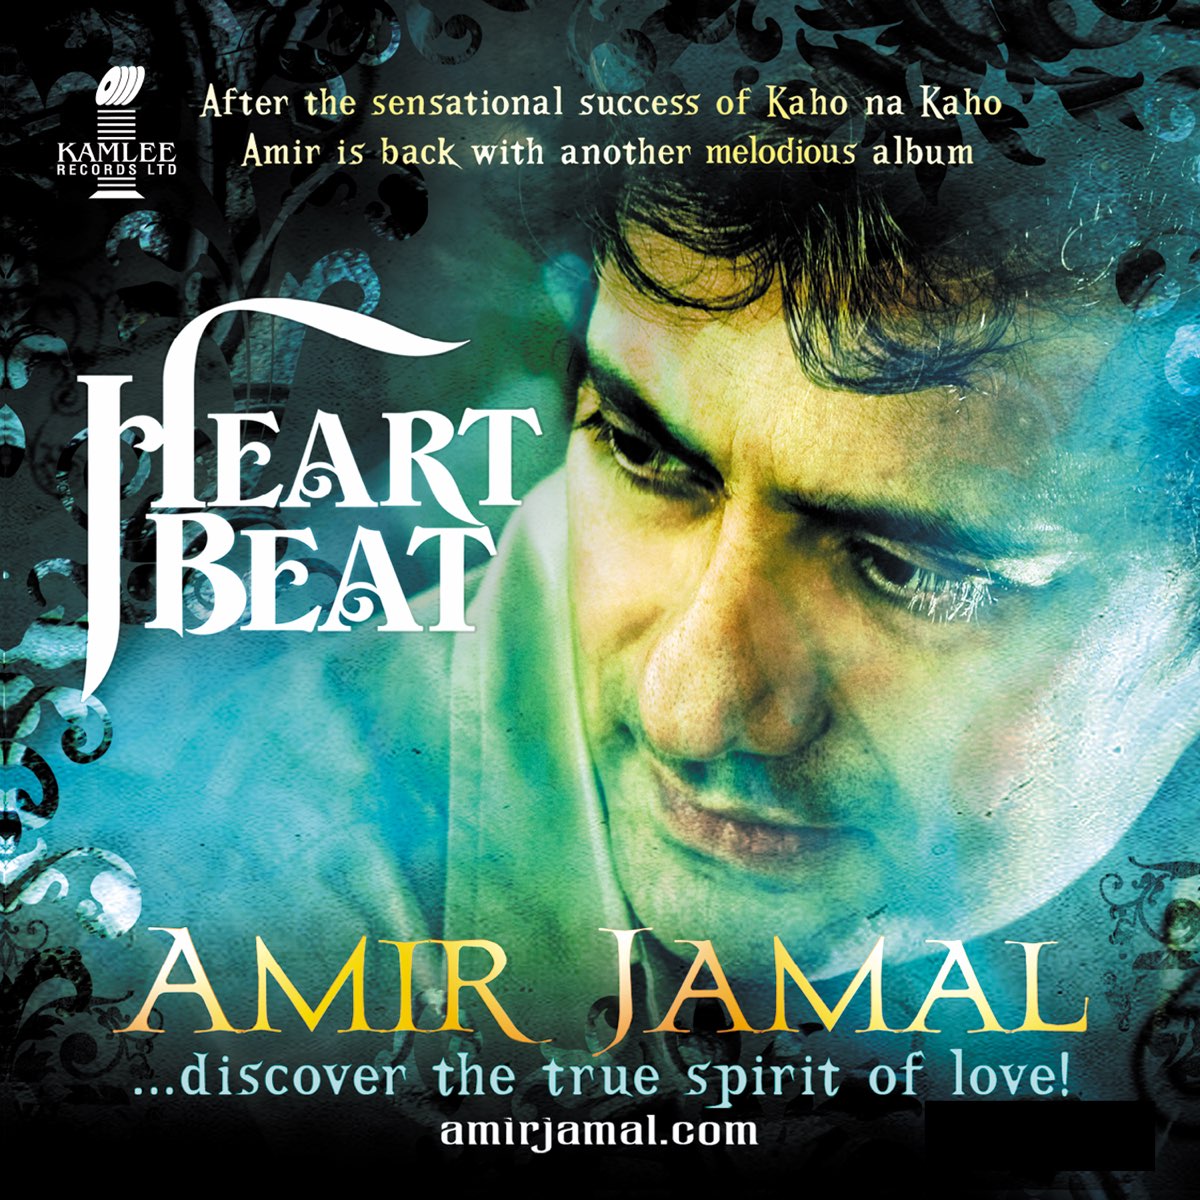 KAMLEE
RECORDS LTD
After the sensational success of Kaho na Kaho
Amir is back with another melodious album
HEART
BEAT
AMIR JAMAL
...discover the true spirit of love!
amirjamal.com